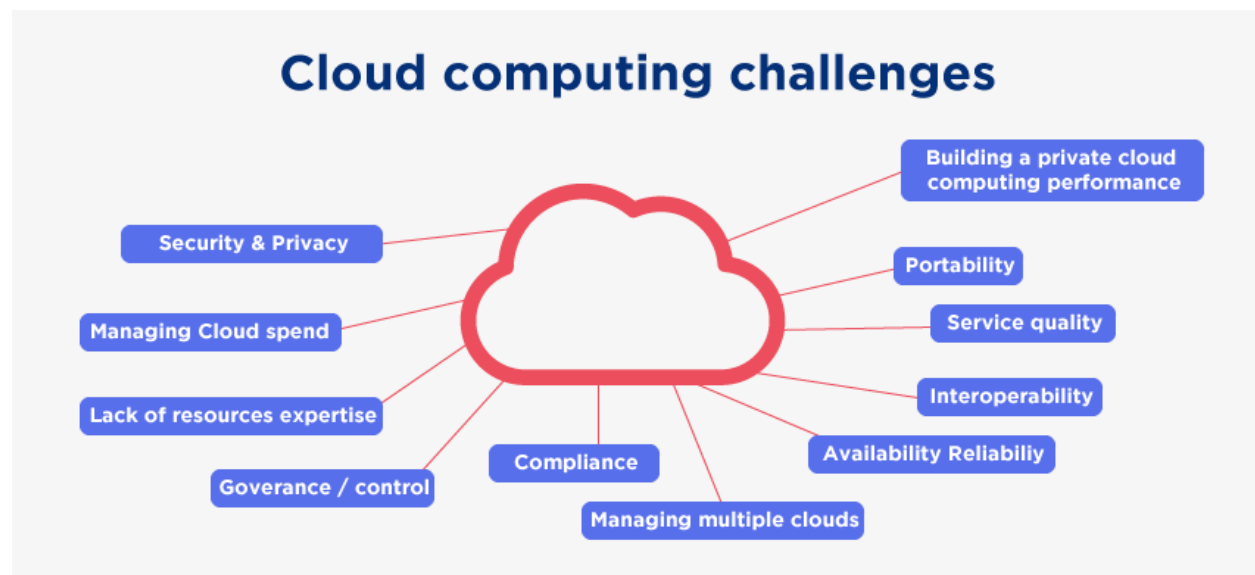 Cloud computing challenges
Building a private cloud
computing performance
Security & Privacy
Portability
Service quality
Managing Cloud spend
Interoperability
Lack of resources expertise
Availability Reliabiliy
Compliance
Goverance / control
Managing multiple clouds